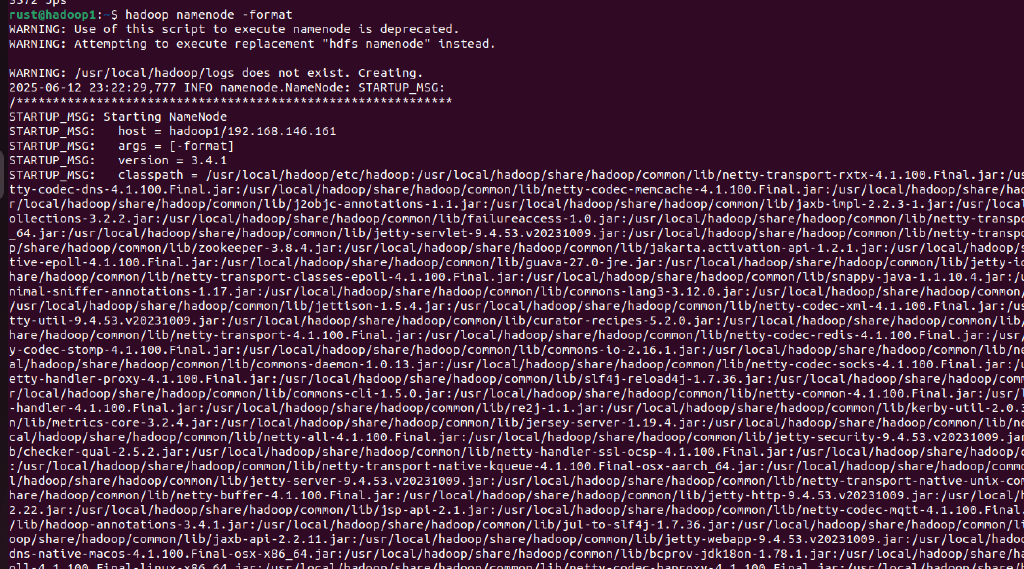 3372 Jps
rust@hadoop1:~$ hadoop namenode -format
WARNING: Use of this script to execute namenode is deprecated.
WARNING: Attempting to execute replacement "hdfs namenode" instead.
WARNING: /usr/local/hadoop/logs does not exist. Creating.
2025-06-12 23:22:29,777 INFO namenode.NameNode: STARTUP_MSG:
/************************************************************
STARTUP_MSG: Starting NameNode
STARTUP_MSG:   host = hadoop1/192.168.146.161
STARTUP_MSG:   args = [-format]
STARTUP_MSG:   version = 3.4.1
STARTUP_MSG:   classpath = /usr/local/hadoop/etc/hadoop:/usr/local/hadoop/share/hadoop/common/lib/netty-transport-rxtx-4.1.100.Final.jar:/us
tty-codec-dns-4.1.100.Final.jar:/usr/local/hadoop/share/hadoop/common/lib/netty-codec-memcache-4.1.100.Final.jar:/usr/local/hadoop/share/had
r/local/hadoop/share/hadoop/common/lib/j2objc-annotations-1.1.jar:/usr/local/hadoop/share/hadoop/common/lib/jaxb-impl-2.2.3-1.jar:/usr/local
ollections-3.2.2.jar:/usr/local/hadoop/share/hadoop/common/lib/failureaccess-1.0.jar:/usr/local/hadoop/share/hadoop/common/lib/netty-transpo
_64.jar:/usr/local/hadoop/share/hadoop/common/lib/jetty-servlet-9.4.53.v20231009.jar:/usr/local/hadoop/share/hadoop/common/lib/netty-transpo
p/share/hadoop/common/lib/zookeeper-3.8.4.jar:/usr/local/hadoop/share/hadoop/common/lib/jakarta.activation-api-1.2.1.jar:/usr/local/hadoop/s
tive-epoll-4.1.100.Final.jar:/usr/local/hadoop/share/hadoop/common/lib/guava-27.0-jre.jar:/usr/local/hadoop/share/hadoop/common/lib/jetty-io
hare/hadoop/common/lib/netty-transport-classes-epoll-4.1.100.Final.jar:/usr/local/hadoop/share/hadoop/common/lib/snappy-java-1.1.10.4.jar:/u
nimal-sniffer-annotations-1.17.jar:/usr/local/hadoop/share/hadoop/common/lib/commons-lang3-3.12.0.jar:/usr/local/hadoop/share/hadoop/common/
/usr/local/hadoop/share/hadoop/common/lib/jettison-1.5.4.jar:/usr/local/hadoop/share/hadoop/common/lib/netty-codec-xml-4.1.100.Final.jar:/us
tty-util-9.4.53.v20231009.jar:/usr/local/hadoop/share/hadoop/common/lib/curator-recipes-5.2.0.jar:/usr/local/hadoop/share/hadoop/common/lib/
hare/hadoop/common/lib/netty-transport-4.1.100.Final.jar:/usr/local/hadoop/share/hadoop/common/lib/netty-codec-redis-4.1.100.Final.jar:/usr/
y-codec-stomp-4.1.100.Final.jar:/usr/local/hadoop/share/hadoop/common/lib/commons-io-2.16.1.jar:/usr/local/hadoop/share/hadoop/common/lib/ne
al/hadoop/share/hadoop/common/lib/commons-daemon-1.0.13.jar:/usr/local/hadoop/share/hadoop/common/lib/netty-codec-socks-4.1.100.Final.jar:/u
etty-handler-proxy-4.1.100.Final.jar:/usr/local/hadoop/share/hadoop/common/lib/slf4j-reload4j-1.7.36.jar:/usr/local/hadoop/share/hadoop/comm
r/local/hadoop/share/hadoop/common/lib/commons-cli-1.5.0.jar:/usr/local/hadoop/share/hadoop/common/lib/netty-common-4.1.100.Final.jar:/usr/l
-handler-4.1.100.Final.jar:/usr/local/hadoop/share/hadoop/common/lib/re2j-1.1.jar:/usr/local/hadoop/share/hadoop/common/lib/kerby-util-2.0.3
n/lib/metrics-core-3.2.4.jar:/usr/local/hadoop/share/hadoop/common/lib/jersey-server-1.19.4.jar:/usr/local/hadoop/share/hadoop/common/lib/ne
cal/hadoop/share/hadoop/common/lib/netty-all-4.1.100.Final.jar:/usr/local/hadoop/share/hadoop/common/lib/jetty-security-9.4.53.v20231009.jar
b/checker-qual-2.5.2.jar:/usr/local/hadoop/share/hadoop/common/lib/netty-handler-ssl-ocsp-4.1.100.Final.jar:/usr/local/hadoop/share/hadoop/c
:/usr/local/hadoop/share/hadoop/common/lib/netty-transport-native-kqueue-4.1.100.Final-osx-aarch_64.jar:/usr/local/hadoop/share/hadoop/commo
l/hadoop/share/hadoop/common/lib/jetty-server-9.4.53.v20231009.jar:/usr/local/hadoop/share/hadoop/common/lib/netty-transport-native-unix-com
hare/hadoop/common/lib/netty-buffer-4.1.100.Final.jar:/usr/local/hadoop/share/hadoop/common/lib/jetty-http-9.4.53.v20231009.jar:/usr/local/h
2.22.jar:/usr/local/hadoop/share/hadoop/common/lib/jsp-api-2.1.jar:/usr/local/hadoop/share/hadoop/common/lib/netty-codec-mqtt-4.1.100.Final.
/lib/hadoop-annotations-3.4.1.jar:/usr/local/hadoop/share/hadoop/common/lib/jul-to-slf4j-1.7.36.jar:/usr/local/hadoop/share/hadoop/common/li
oop/share/hadoop/common/lib/jaxb-api-2.2.11.jar:/usr/local/hadoop/share/hadoop/common/lib/jetty-webapp-9.4.53.v20231009.jar:/usr/local/hadoo
dns-native-macos-4.1.100.Final-osx-x86_64.jar:/usr/local/hadoop/share/hadoop/common/lib/bcprov-jdk18on-1.78.1.jar:/usr/local/hadoop/share/ha
oll-4.1.100.Final-linux-x86_64.jar:/usr/local/hadoop/share/hadoop/common/lib/netty-codec-haproxy-4.1.100.Final.jar:/usr/local/hadoop/share/h